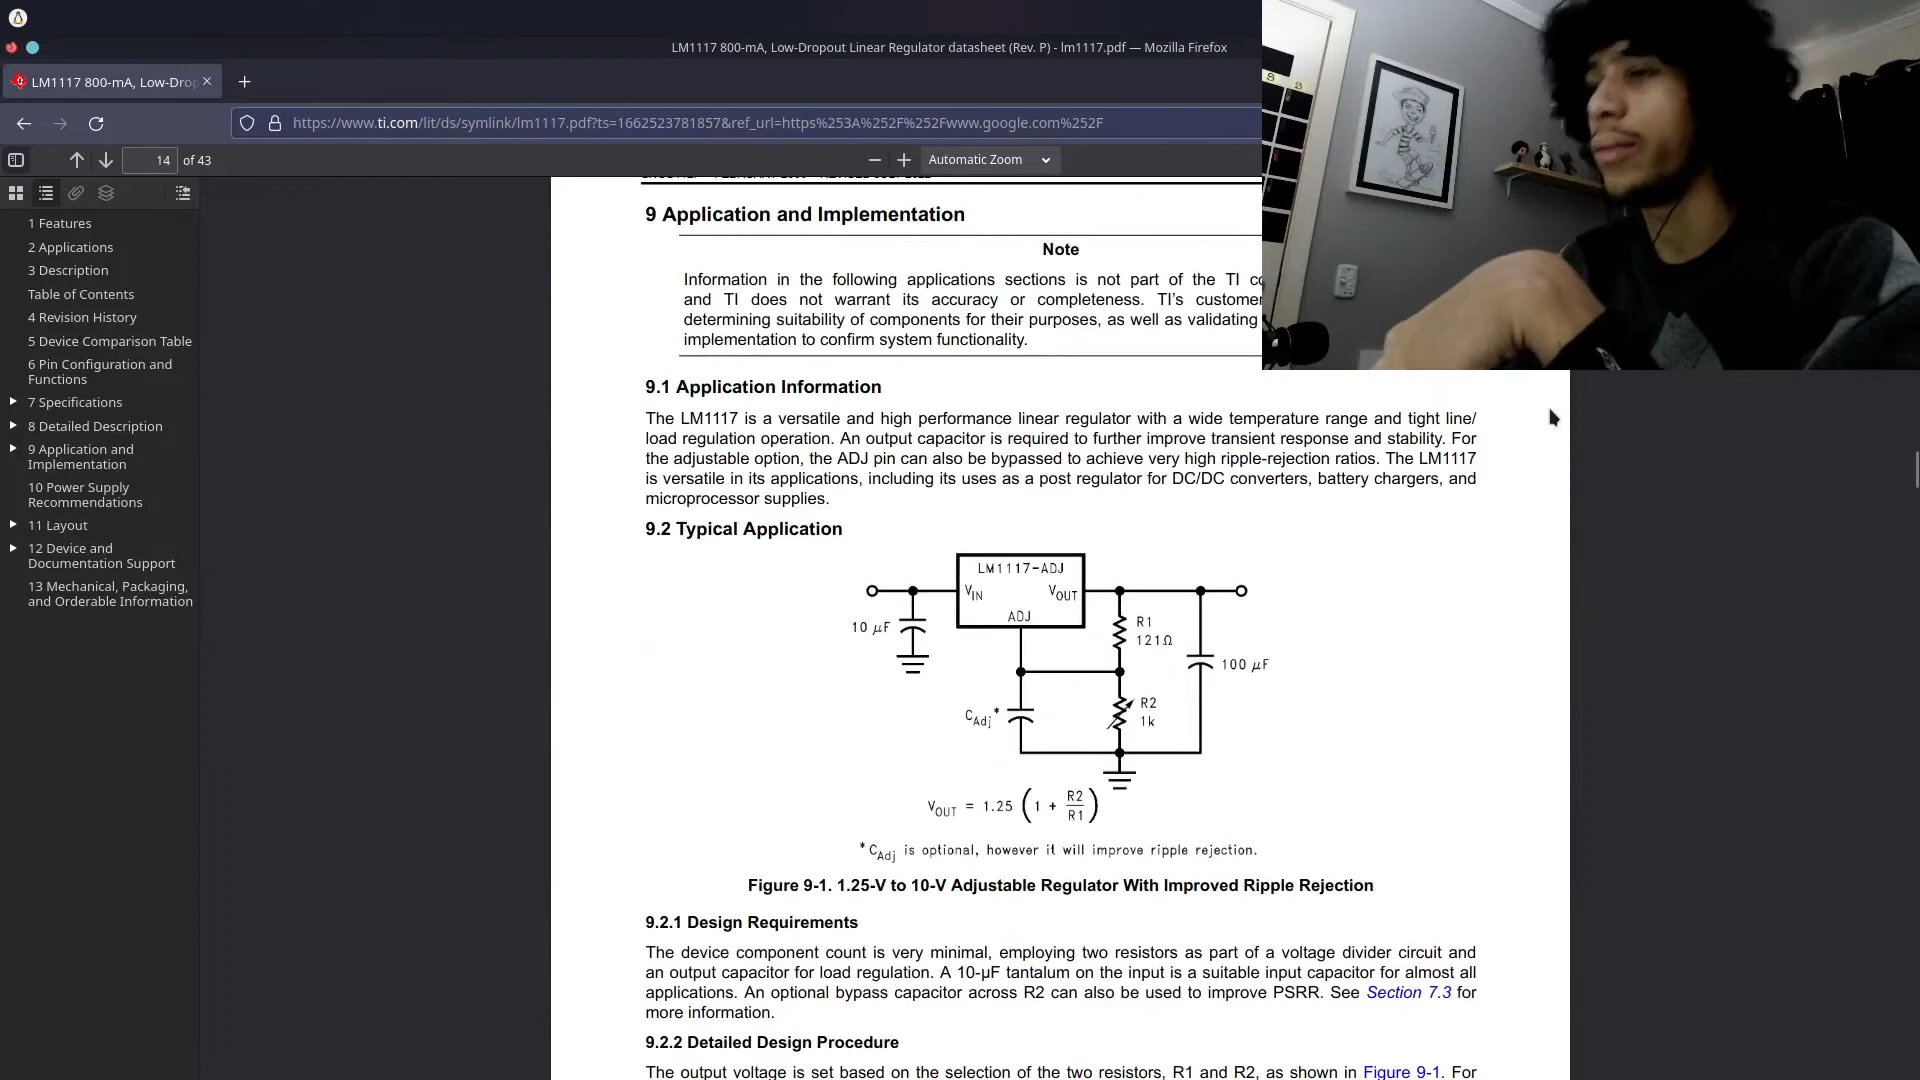 LM1117 800-mA, Low-Dropout Linear Regulator datasheet (Rev. P) - lm1117.pdf — Mozilla Firefox
LM1117 800-mA, Low-Drop
https://www.ti.com/lit/ds/symlink/lm1117.pdf?ts=1662523781857&ref_url=https%253A%252F%252Fwww.google.com%252F
14 of 43
Automatic Zoom
1 Features
2 Applications
3 Description
Table of Contents
4 Revision History
5 Device Comparison Table
6 Pin Configuration and
Functions
7 Specifications
8 Detailed Description
9 Application and
Implementation
10 Power Supply
Recommendations
11 Layout
12 Device and
Documentation Support
13 Mechanical, Packaging,
and Orderable Information
9 Application and Implementation
Note
Information in the following applications sections is not part of the TI
and TI does not warrant its accuracy or completeness. TI's
determining suitability of components for their purposes, as well as validating
implementation to confirm system functionality.
9.1 Application Information
The LM1117 is a versatile and high performance linear regulator with a wide temperature range and tight line/
load regulation operation. An output capacitor is required to further improve transient response and stability. For
the adjustable option, the ADJ pin can also be bypassed to achieve very high ripple-rejection ratios. The LM1117
is versatile in its applications, including its uses as a post regulator for DC/DC converters, battery chargers, and
microprocessor supplies.
9.2 Typical Application
LM1117-ADJ
VIN VOUT
ADJ
10 μF
R1
121Ω
100 μF
CAdj*
R2
1k
VOUT = 1.25 (1 + R2/R1)
*CAdj is optional, however it will improve ripple rejection.
Figure 9-1. 1.25-V to 10-V Adjustable Regulator With Improved Ripple Rejection
9.2.1 Design Requirements
The device component count is very minimal, employing two resistors as part of a voltage divider circuit and
an output capacitor for load regulation. A 10-μF tantalum on the input is a suitable input capacitor for almost all
applications. An optional bypass capacitor across R2 can also be used to improve PSRR. See Section 7.3 for
more information.
9.2.2 Detailed Design Procedure
The output voltage is set based on the selection of the two resistors, R1 and R2, as shown in Figure 9-1. For
S
S